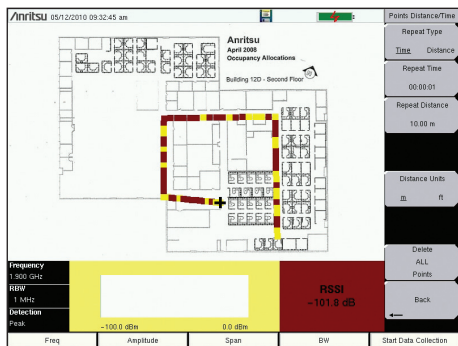 Anritsu 05/12/2010 09:32:45 am
Points Distance/Time
Repeat Type
Time Distance
Repeat Time
00:00:01
Repeat Distance
10.00 m
Distance Units
m ft
Delete
ALL
Points
Back
Anritsu
April 2008
Occupancy Allocations
Building 12D - Second Floor
Frequency
1.900 GHz
RBW
1 MHz
Detection
Peak
-100.0 dBm 0.0 dBm
RSSI
-101.8 dB
Freq Amplitude Span BW Start Data Collection